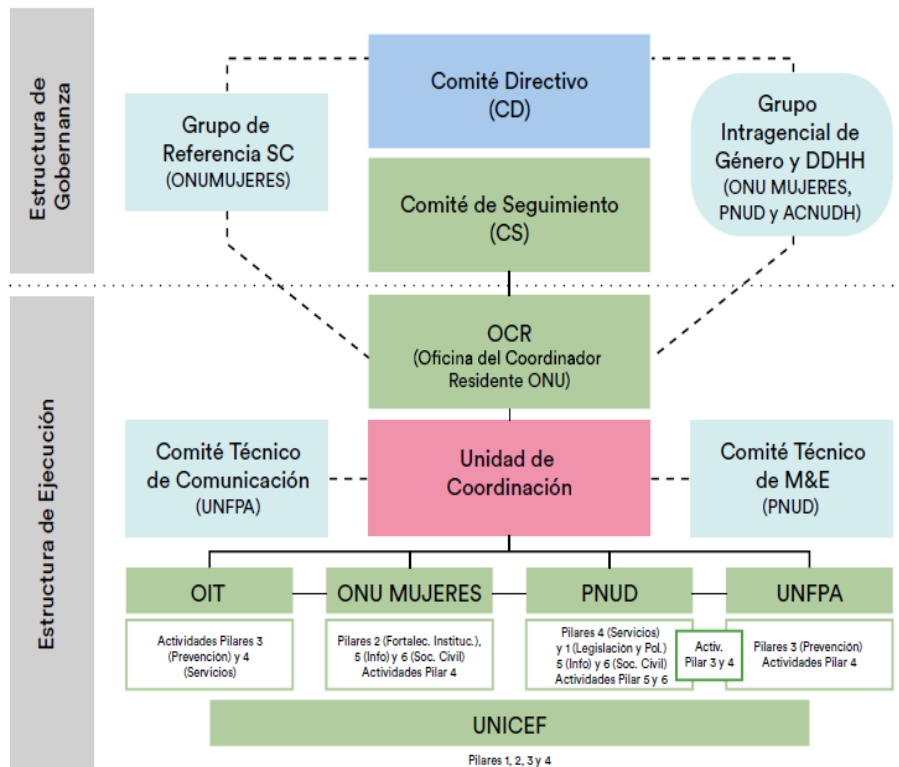 Estructura de
Gobernanza
Comité Directivo
(CD)
Grupo de
Referencia SC
(ONUMUJERES)
Grupo
Intragencial de
Género y DDHH
(ONU MUJERES,
PNUD y ACNUDH)
Comité de Seguimiento
(CS)
Estructura de Ejecución
OCR
(Oficina del Coordinador
Residente ONU)
Comité Técnico
de Comunicación
(UNFPA)
Unidad de
Coordinación
Comité Técnico
de M&E
(PNUD)
OIT
Actividades Pilares 3
(Prevención) y 4
(Servicios)
ONU MUJERES
Pilares 2 (Fortalec. Instituc.),
5 (Info) y 6 (Soc. Civil)
Actividades Pilar 4
PNUD
Pilares 4 (Servicios)
y 1 (Legislación y Pol.)
5 (Info) y 6 (Soc. Civil)
Actividades Pilar 5 y 6
Activ.
Pilar 3 y 4
UNFPA
Pilares 3 (Prevención)
Actividades Pilar 4
UNICEF
Pilares 1, 2, 3 y 4